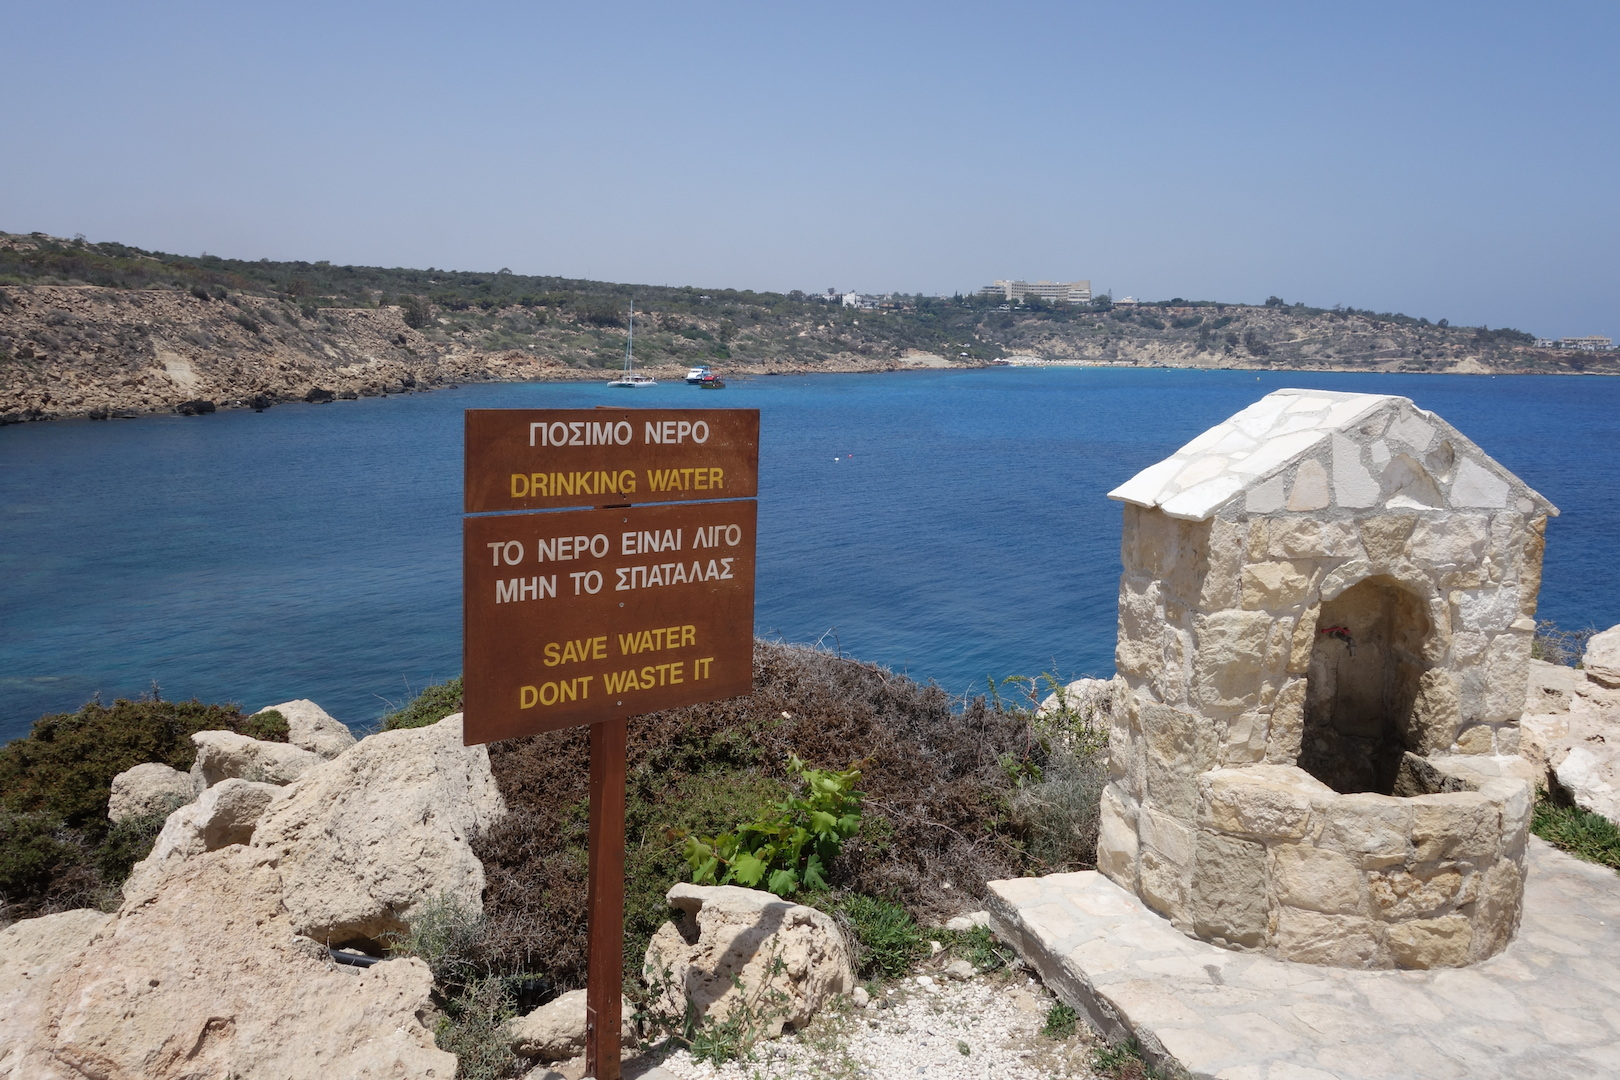 ΠΟΣΙΜΟ ΝΕΡΟ
DRINKING WATER
ΤΟ ΝΕΡΟ ΕΙΝΑΙ ΛΙΓΟ
ΜΗΝ ΤΟ ΣΠΑΤΑΛΑΣ
SAVE WATER
DONT WASTE IT